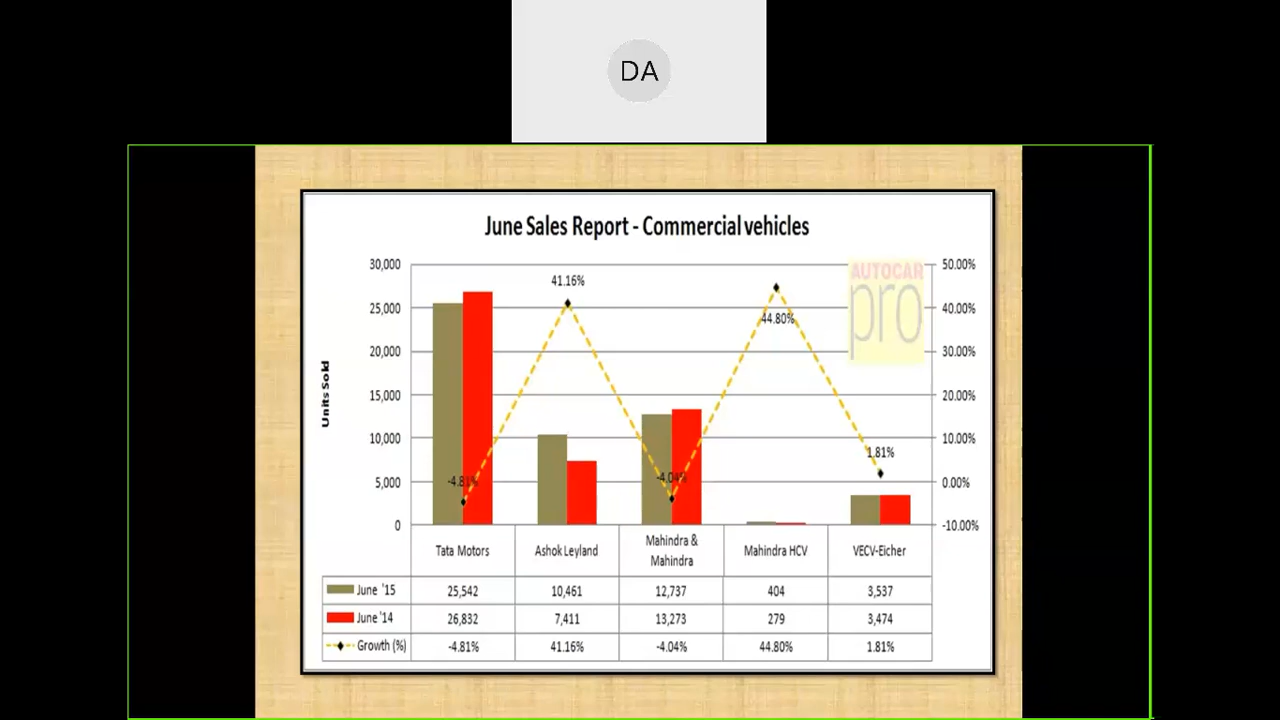 DA
June Sales Report - Commercial vehicles
AUTOCAR
pro
Units Sold
30,000
25,000
20,000
15,000
10,000
5,000
0
50.00%
40.00%
30.00%
20.00%
10.00%
0.00%
-10.00%
-4.81%
41.16%
-4.04%
44.80%
1.81%
Tata Motors Ashok Leyland Mahindra & Mahindra Mahindra HCV VECV-Eicher
June '15 25,542 10,461 12,737 404 3,537
June '14 26,832 7,411 13,273 279 3,474
Growth (%) -4.81% 41.16% -4.04% 44.80% 1.81%